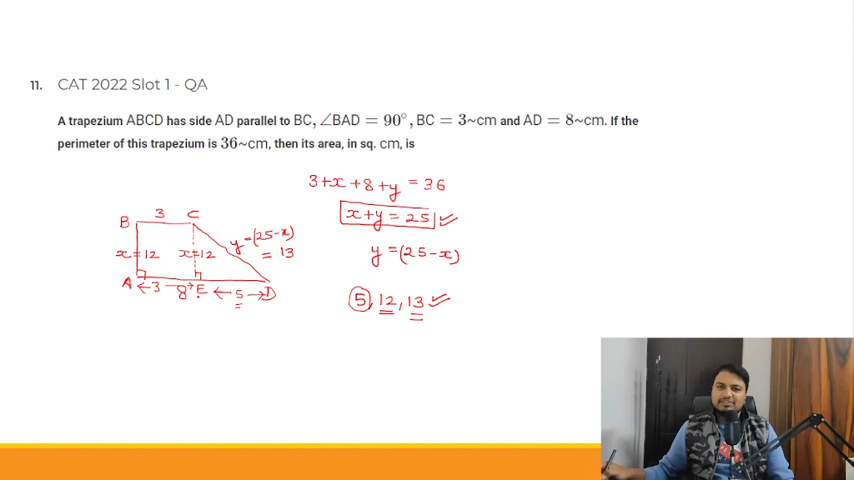 11. CAT 2022 Slot 1 - QA
A trapezium ABCD has side AD parallel to BC, ∠BAD = 90°, BC = 3~cm and AD = 8~cm. If the
perimeter of this trapezium is 36~cm, then its area, in sq. cm, is
3+x+8+y = 36
x+y = 25
y = (25-x)
5, 12, 13
B 3 C
x=12 x=12 y=(25-x)
= 13
A 3 8 E 5 D